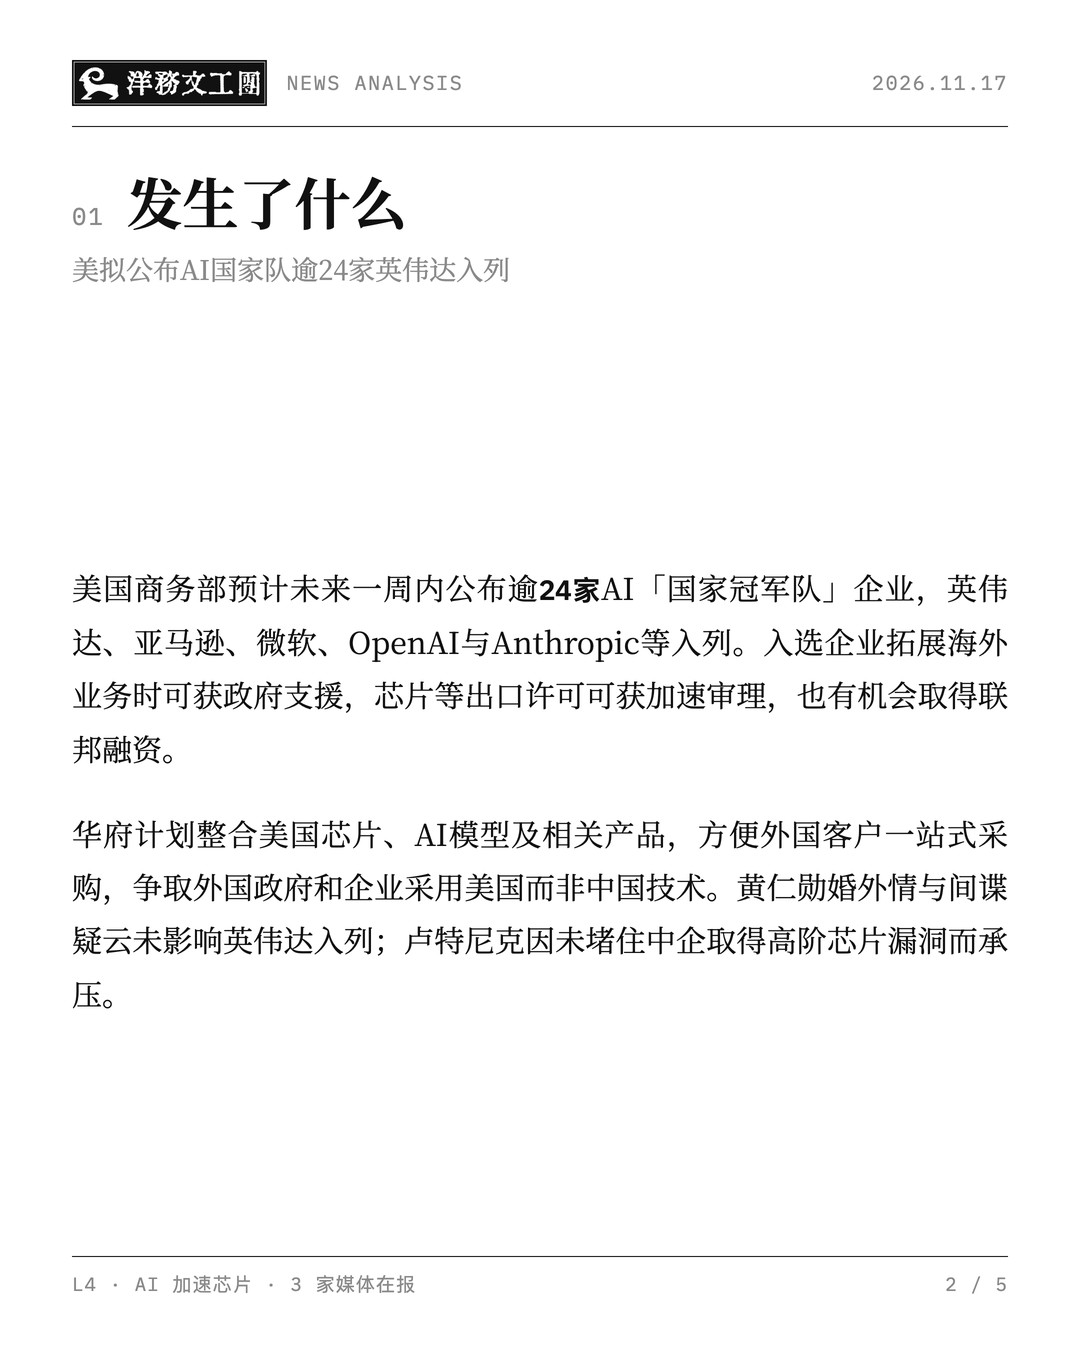 洋務文工團 NEWS ANALYSIS 2026.11.17
01 发生了什么
美拟公布AI国家队逾24家英伟达入列
美国商务部预计未来一周内公布逾24家AI「国家冠军队」企业，英伟
达、亚马逊、微软、OpenAI与Anthropic等入列。入选企业拓展海外
业务时可获政府支援，芯片等出口许可可获加速审理，也有机会取得联
邦融资。
华府计划整合美国芯片、AI模型及相关产品，方便外国客户一站式采
购，争取外国政府和企业采用美国而非中国技术。黄仁勋婚外情与间谍
疑云未影响英伟达入列；卢特尼克因未堵住中企取得高阶芯片漏洞而承
压。
L4 · AI 加速芯片 · 3 家媒体在报 2 / 5